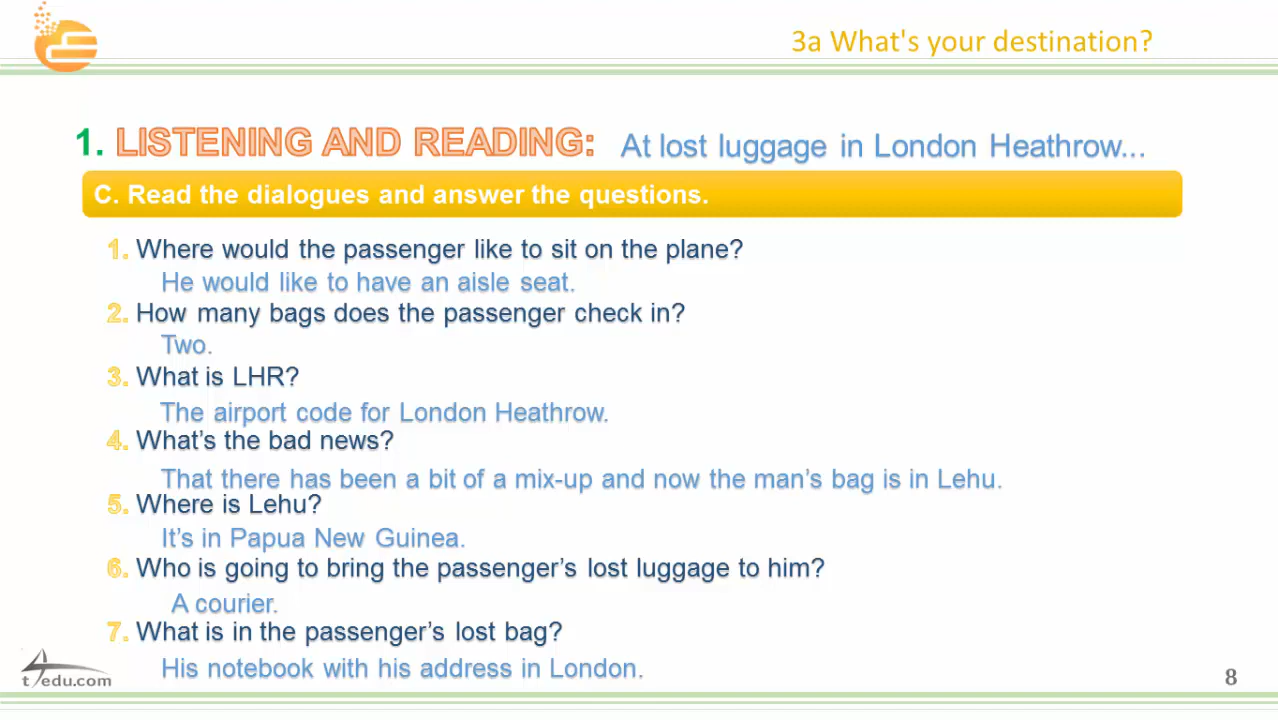 3a What's your destination?
1. LISTENING AND READING: At lost luggage in London Heathrow...
C. Read the dialogues and answer the questions.
1. Where would the passenger like to sit on the plane?
He would like to have an aisle seat.
2. How many bags does the passenger check in?
Two.
3. What is LHR?
The airport code for London Heathrow.
4. What’s the bad news?
That there has been a bit of a mix-up and now the man’s bag is in Lehu.
5. Where is Lehu?
It’s in Papua New Guinea.
6. Who is going to bring the passenger’s lost luggage to him?
A courier.
7. What is in the passenger’s lost bag?
His notebook with his address in London.
t4edu.com
8